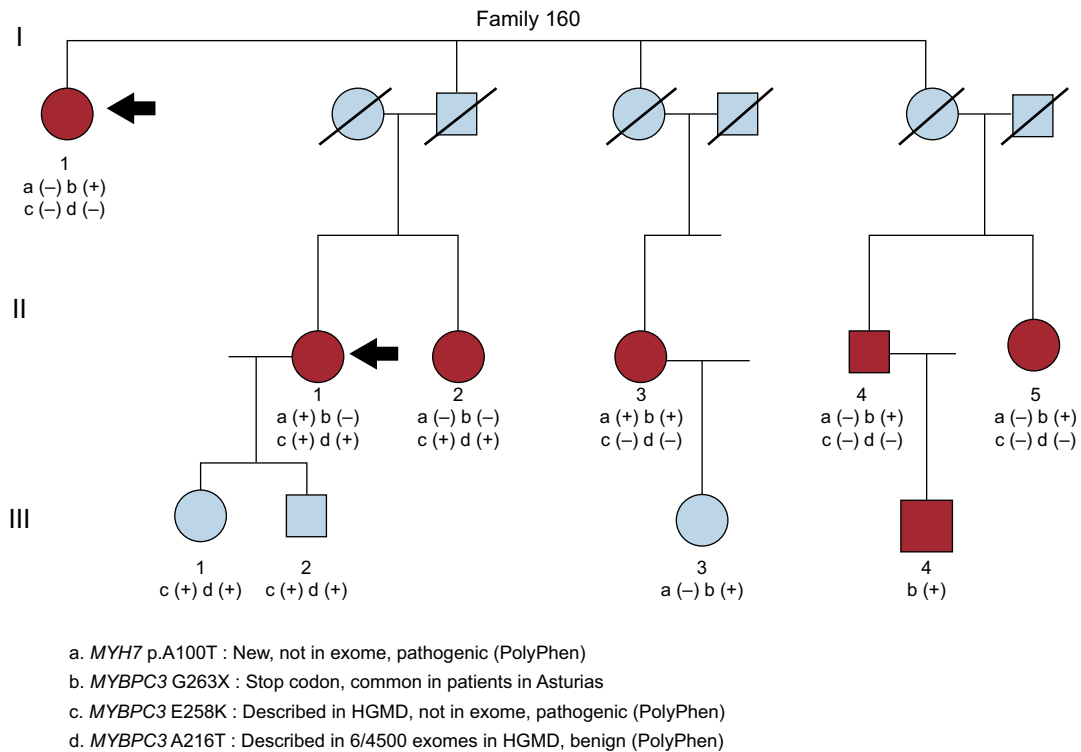 Family 160
I
1
a (–) b (+)
c (–) d (–)
II
1
a (+) b (–)
c (+) d (+)
2
a (–) b (–)
c (+) d (+)
3
a (+) b (+)
c (–) d (–)
4
a (–) b (+)
c (–) d (–)
5
a (–) b (+)
c (–) d (–)
III
1
c (+) d (+)
2
c (+) d (+)
3
a (–) b (+)
4
b (+)
a. MYH7 p.A100T : New, not in exome, pathogenic (PolyPhen)
b. MYBPC3 G263X : Stop codon, common in patients in Asturias
c. MYBPC3 E258K : Described in HGMD, not in exome, pathogenic (PolyPhen)
d. MYBPC3 A216T : Described in 6/4500 exomes in HGMD, benign (PolyPhen)